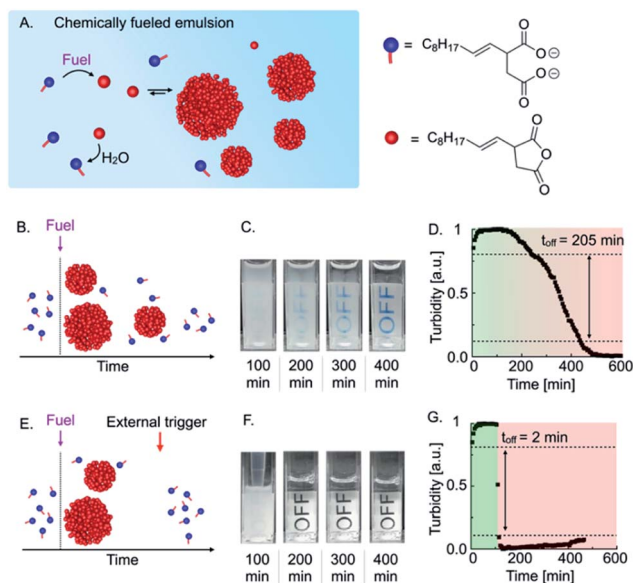 A. Chemically fueled emulsion
Fuel
H₂O
= C₈H₁₇
O⊖
O
O⊖
O
= C₈H₁₇
O
O
O
B.
Fuel
Time
C.
OFF
OFF
OFF
100 min
200 min
300 min
400 min
D.
Turbidity [a.u.]
1
0.5
0.0
t_off = 205 min
0
200
400
600
Time [min]
E.
Fuel
External trigger
Time
F.
OFF
OFF
OFF
100 min
200 min
300 min
400 min
G.
Turbidity [a.u.]
1
0.5
0.0
t_off = 2 min
0
200
400
600
Time [min]